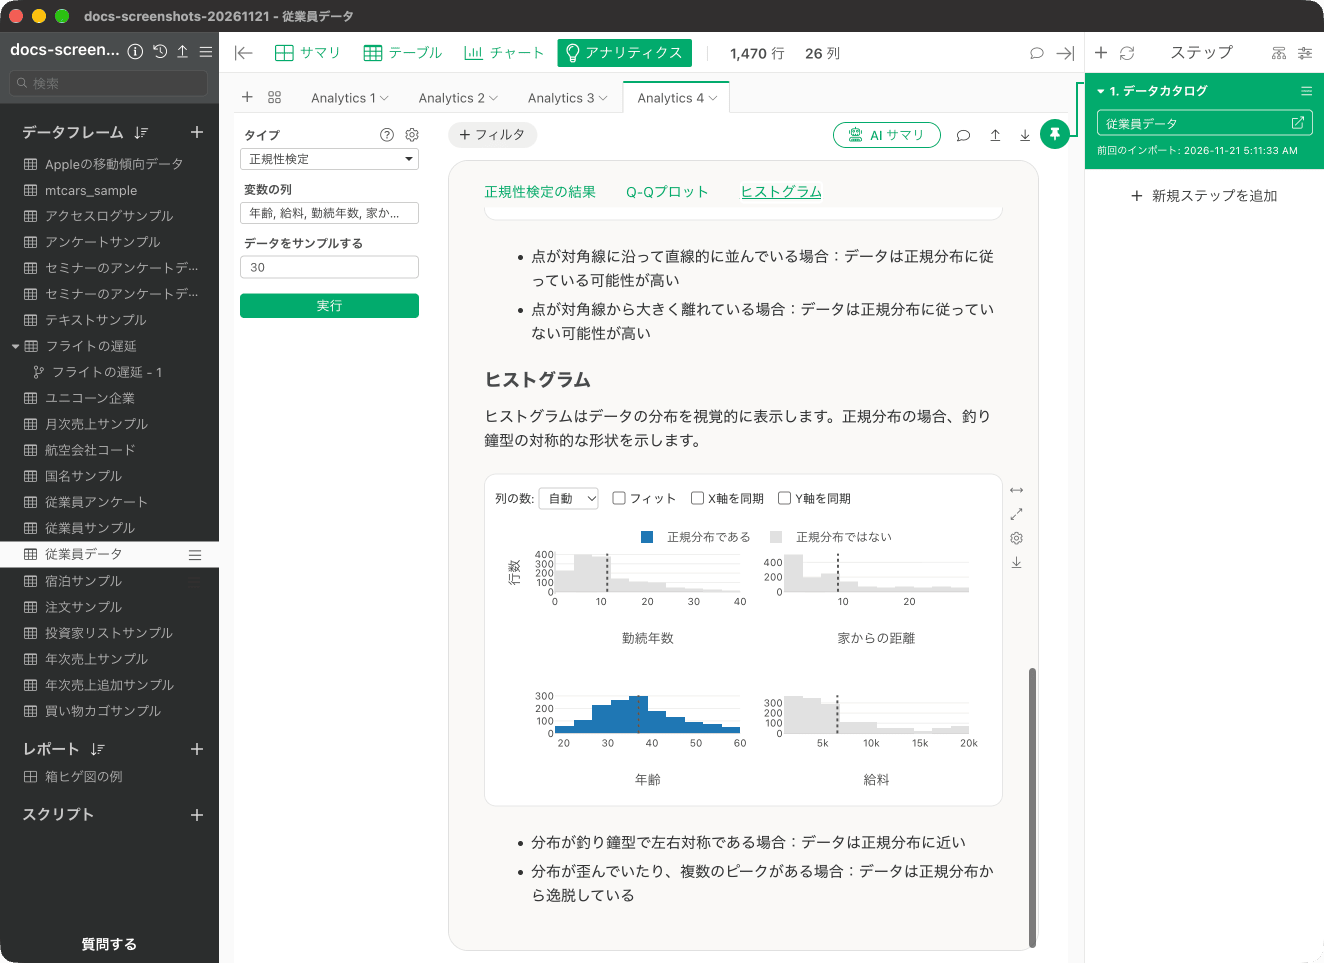 docs-screenshots-20261121 - 従業員データ
docs-screen...
検索
データフレーム
Appleの移動傾向データ
mtcars_sample
アクセスログサンプル
アンケートサンプル
セミナーのアンケートデ...
セミナーのアンケートデ...
テキストサンプル
フライトの遅延
フライトの遅延 - 1
ユニコーン企業
月次売上サンプル
航空会社コード
国名サンプル
従業員アンケート
従業員サンプル
従業員データ
宿泊サンプル
注文サンプル
投資家リストサンプル
年次売上サンプル
年次売上追加サンプル
買い物カゴサンプル
レポート
箱ヒゲ図の例
スクリプト
質問する
サマリ テーブル チャート アナリティクス 1,470 行 26 列
Analytics 1 Analytics 2 Analytics 3 Analytics 4
タイプ
正規性検定
変数の列
年齢, 給料, 勤続年数, 家か...
データをサンプルする
30
実行
+ フィルタ
AI サマリ
正規性検定の結果 Q-Qプロット ヒストグラム
• 点が対角線に沿って直線的に並んでいる場合：データは正規分布に従
っている可能性が高い
• 点が対角線から大きく離れている場合：データは正規分布に従ってい
ない可能性が高い
ヒストグラム
ヒストグラムはデータの分布を視覚的に表示します。正規分布の場合、釣り
鐘型の対称的な形状を示します。
列の数: 自動 フィット X軸を同期 Y軸を同期
正規分布である 正規分布ではない
行数
400
300
200
100
0
0 10 20 30 40
勤続年数
400
200
0
10 20
家からの距離
300
200
100
0
20 30 40 50 60
年齢
300
200
100
0
5k 10k 15k 20k
給料
• 分布が釣り鐘型で左右対称である場合：データは正規分布に近い
• 分布が歪んでいたり、複数のピークがある場合：データは正規分布か
ら逸脱している
ステップ
1. データカタログ
従業員データ
前回のインポート: 2026-11-21 5:11:33 AM
+ 新規ステップを追加